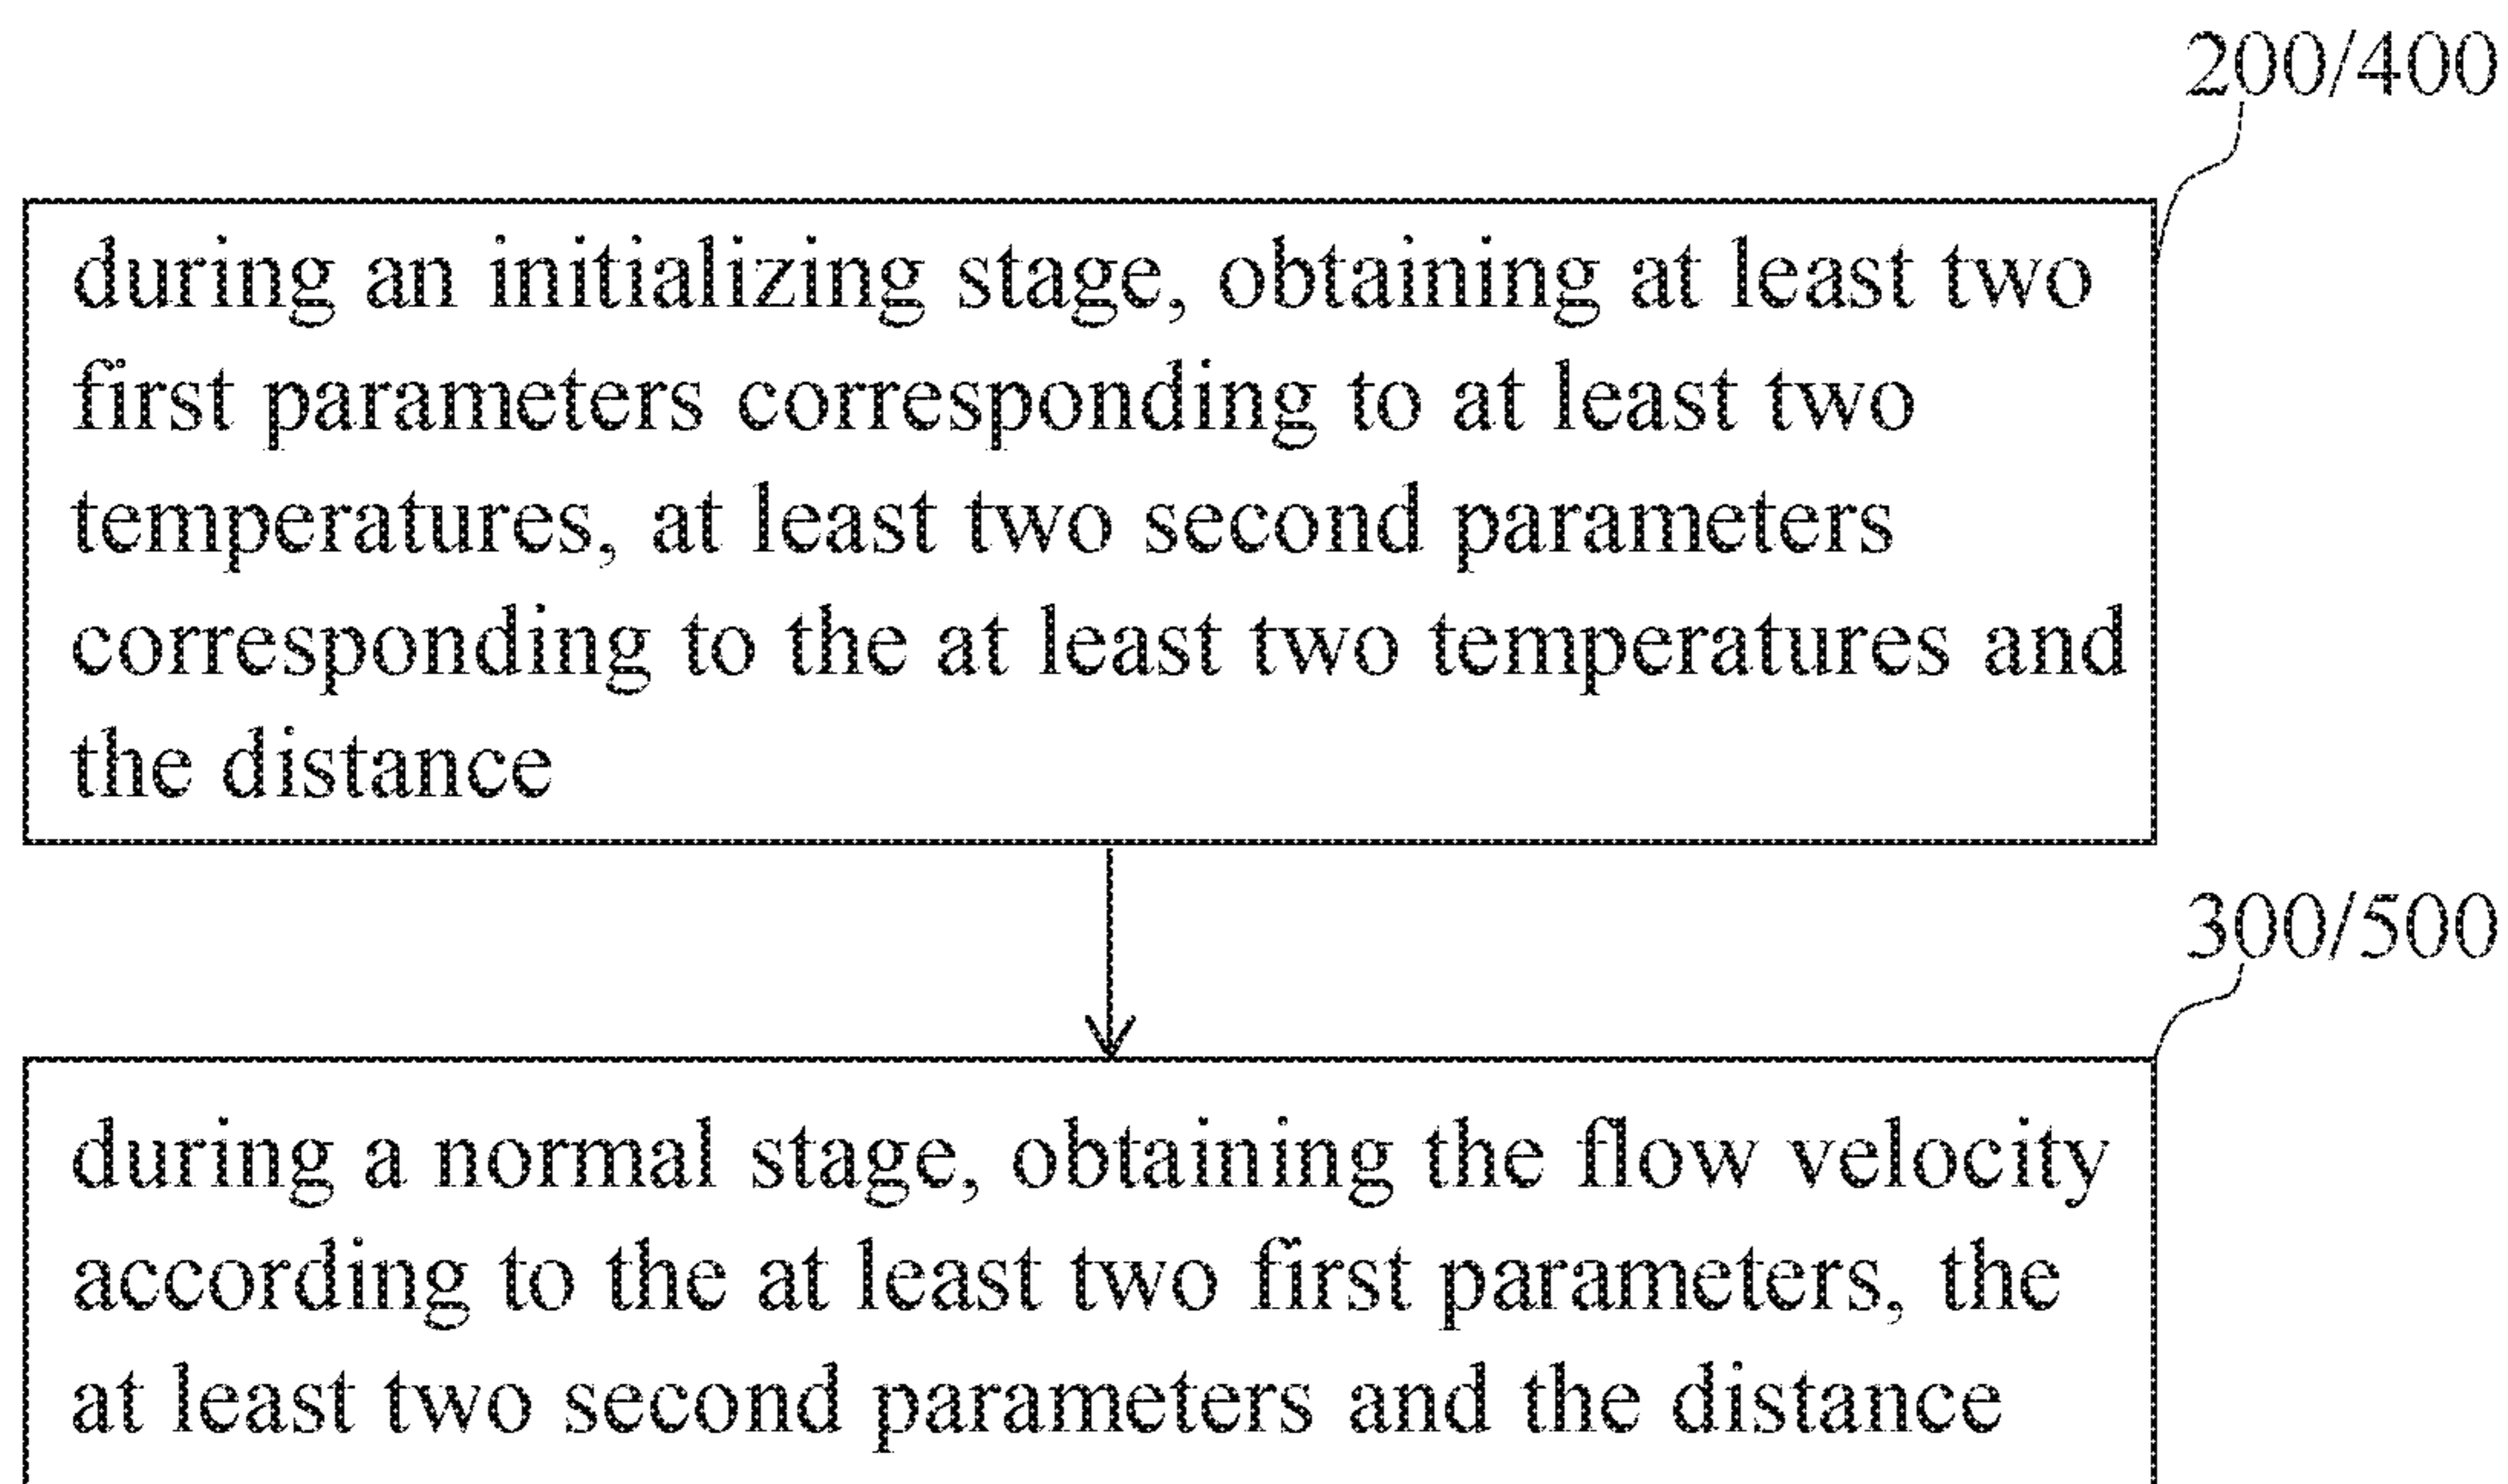 200/400
during an initializing stage, obtaining at least two
first parameters corresponding to at least two
temperatures, at least two second parameters
corresponding to the at least two temperatures and
the distance
300/500
during a normal stage, obtaining the flow velocity
according to the at least two first parameters, the
at least two second parameters and the distance